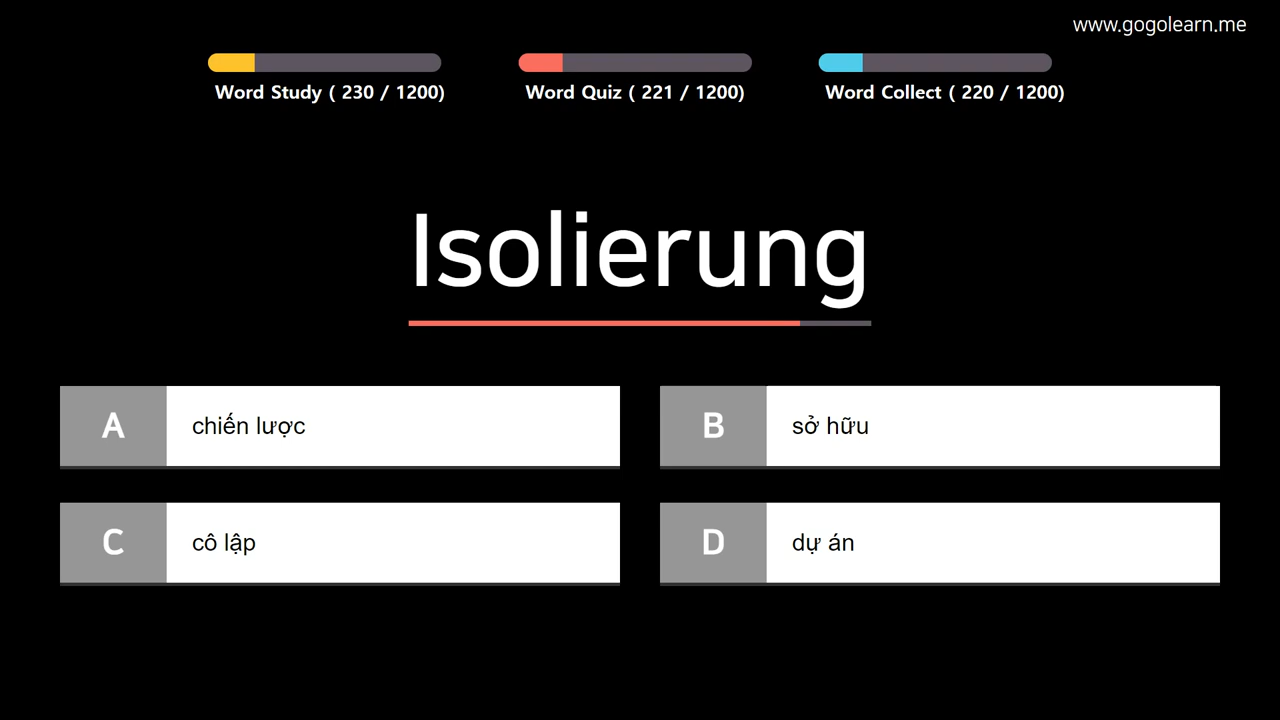 www.gogolearn.me
Word Study ( 230 / 1200)
Word Quiz ( 221 / 1200)
Word Collect ( 220 / 1200)
Isolierung
A
chiến lược
B
sở hữu
C
cô lập
D
dự án